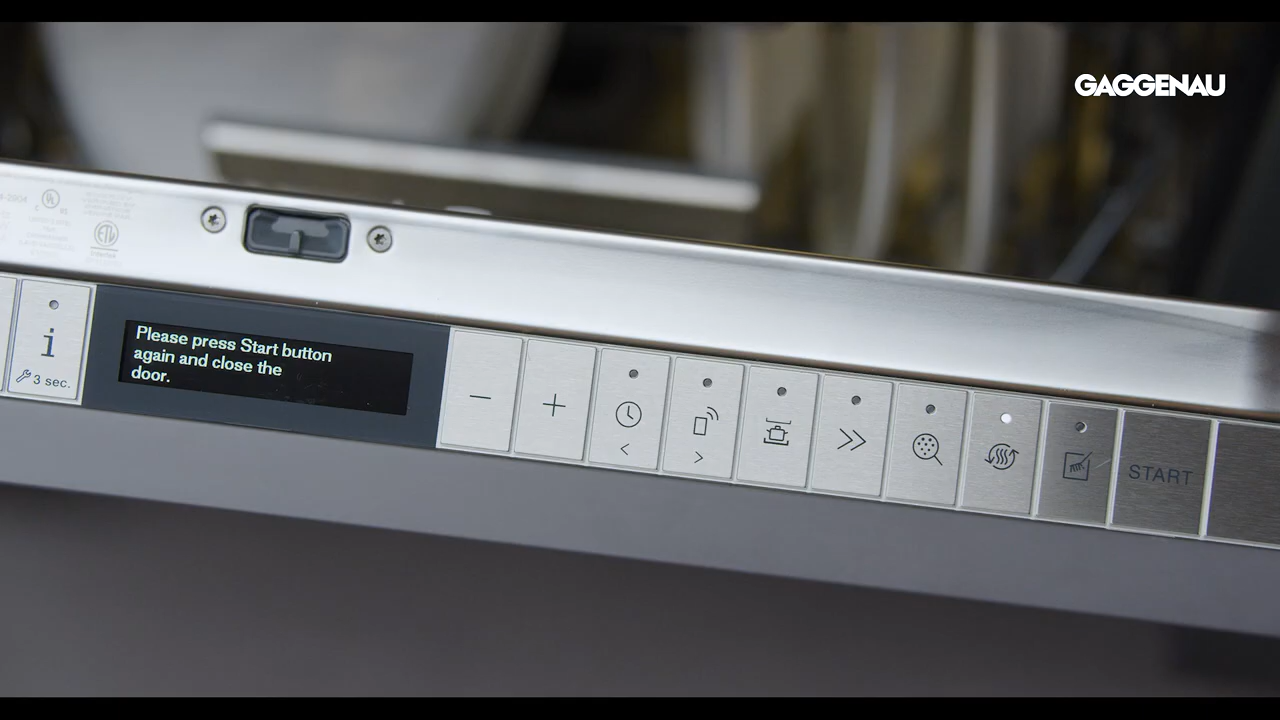 GAGGENAU
Please press Start button
again and close the
door.
i
3 sec.
− +
< >
START